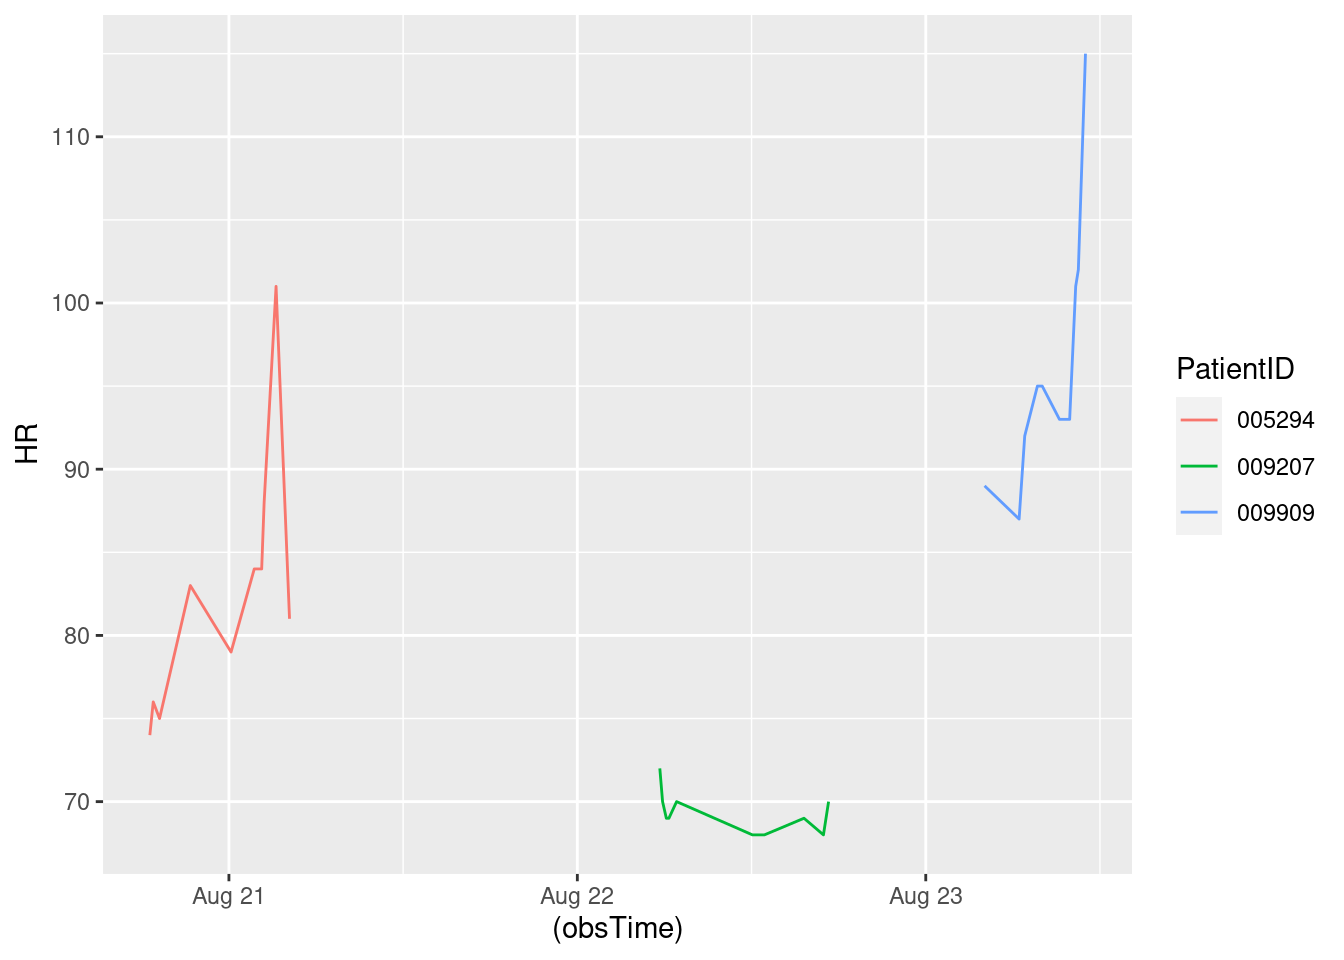 HR
110
100
90
80
70
Aug 21
Aug 22
Aug 23
(obsTime)
PatientID
005294
009207
009909